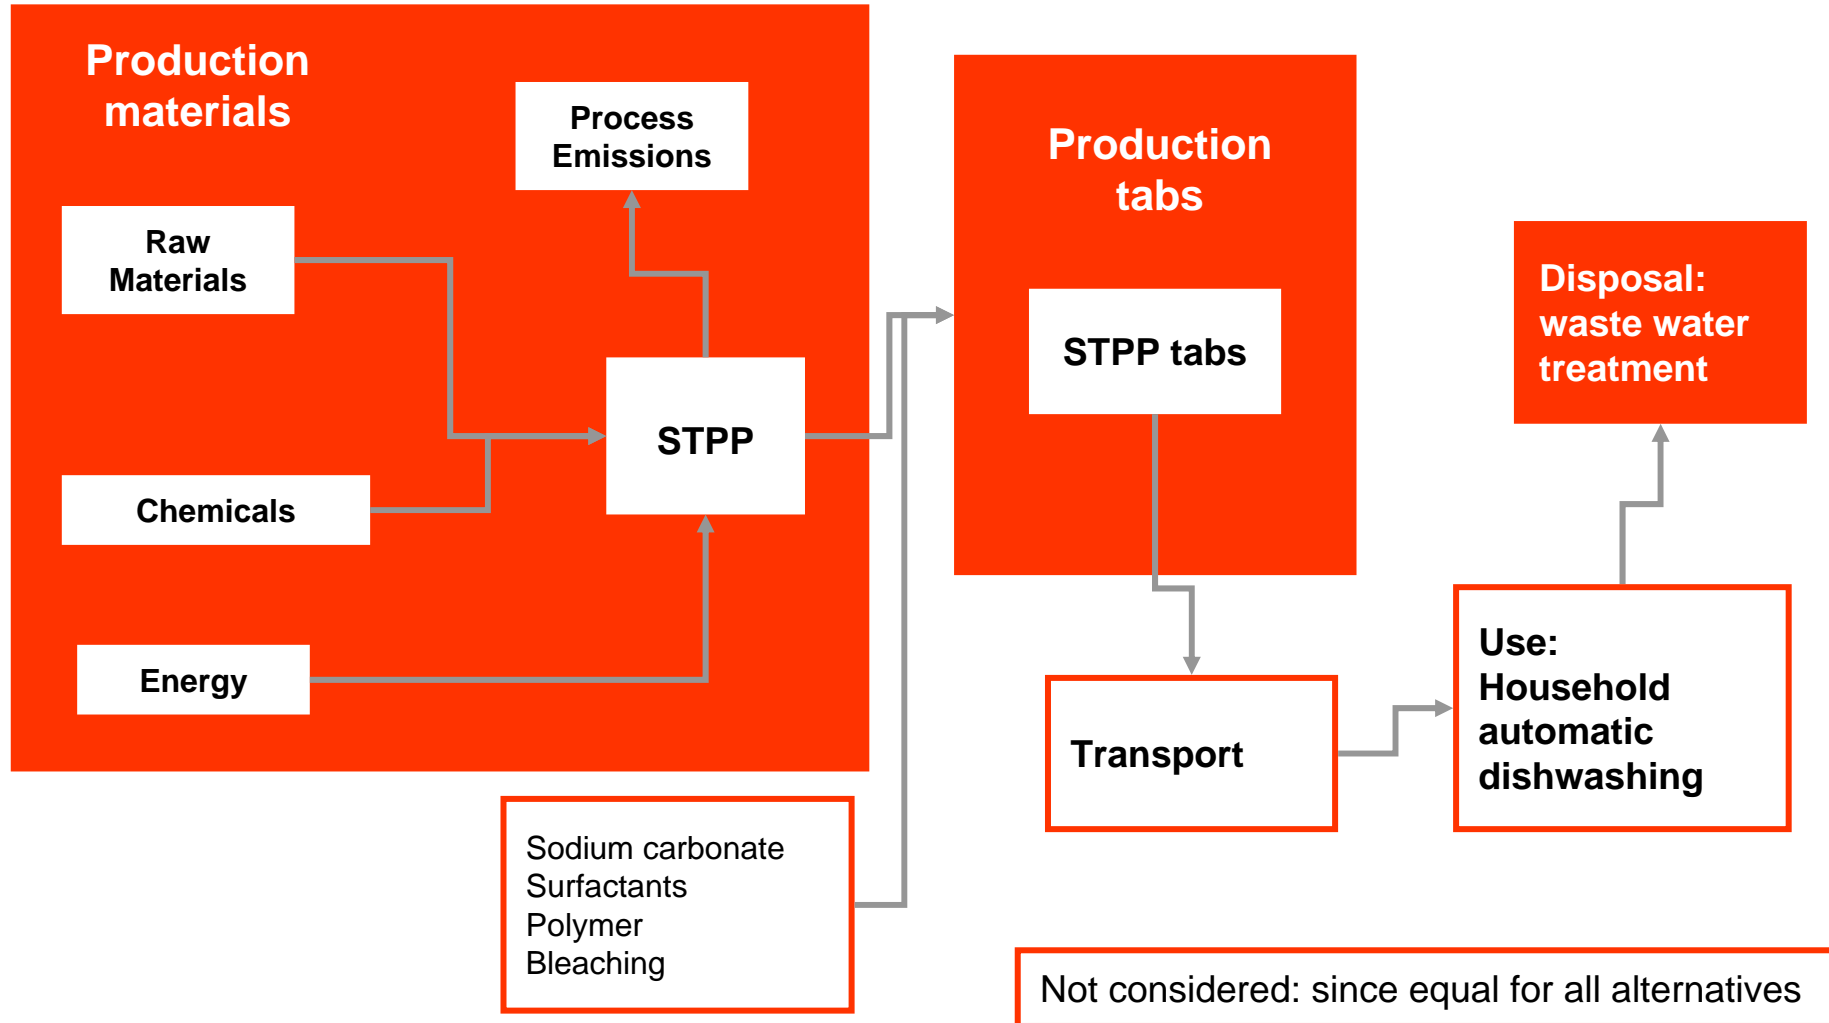 Production
materials
Process
Emissions
Raw
Materials
STPP
Chemicals
Energy
Sodium carbonate
Surfactants
Polymer
Bleaching
Production
tabs
STPP tabs
Transport
Use:
Household
automatic
dishwashing
Disposal:
waste water
treatment
Not considered: since equal for all alternatives